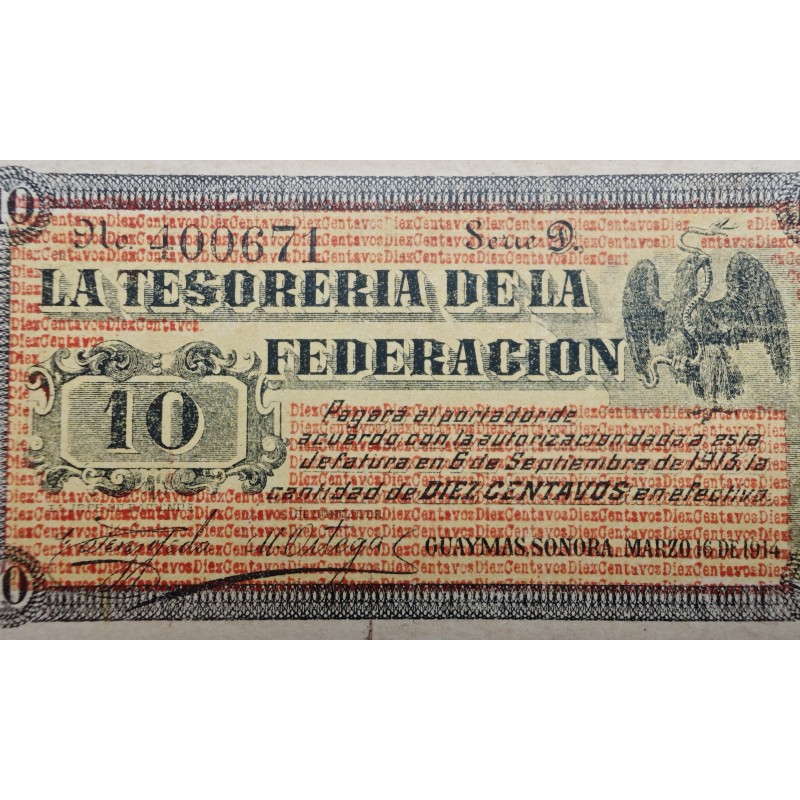 10
No. 400671 Serie D.
LA TESORERIA DE LA
FEDERACION
10
Pagará al portador de
acuerdo con la autorizacion dada a esta
Jefatura en 6 de Septiembre de 1913, la
cantidad de DIEZ CENTAVOS en efectivo.
GUAYMAS, SONORA, MARZO 16 DE 1914
DiezCentavosDiezCentavosDiezCentavos